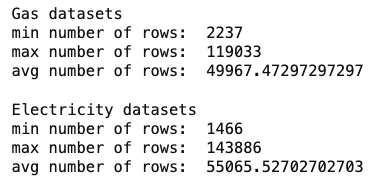 Gas datasets
min number of rows:  2237
max number of rows:  119033
avg number of rows:  49967.47297297297

Electricity datasets
min number of rows:  1466
max number of rows:  143886
avg number of rows:  55065.52702702703